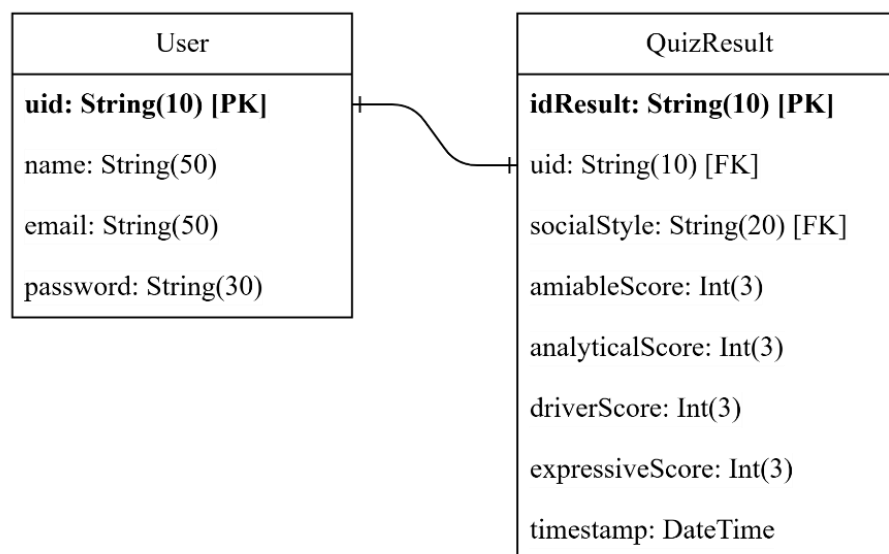 User
uid: String(10) [PK]
name: String(50)
email: String(50)
password: String(30)
QuizResult
idResult: String(10) [PK]
uid: String(10) [FK]
socialStyle: String(20) [FK]
amiableScore: Int(3)
analyticalScore: Int(3)
driverScore: Int(3)
expressiveScore: Int(3)
timestamp: DateTime